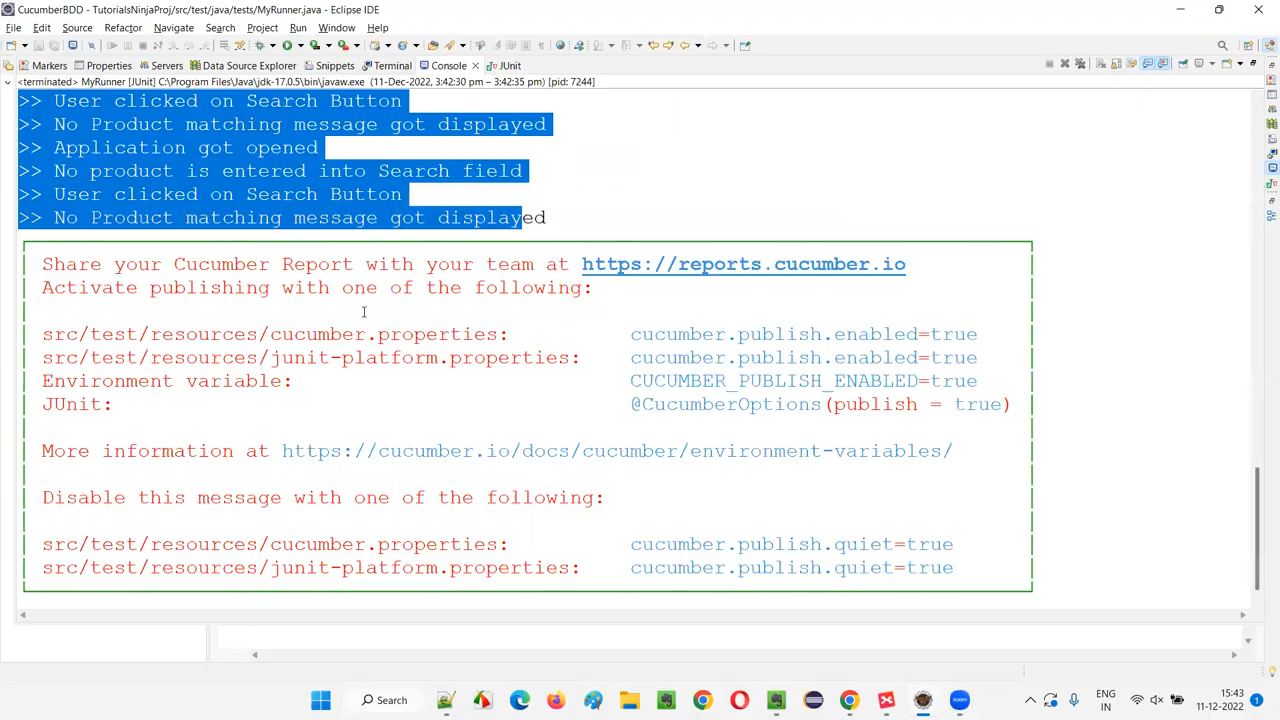 CucumberBDD - TutorialsNinjaProj/src/test/java/tests/MyRunner.java - Eclipse IDE
File Edit Source Refactor Navigate Search Project Run Window Help
Markers Properties Servers Data Source Explorer Snippets Terminal Console JUnit
<terminated> MyRunner [JUnit] C:\Program Files\Java\jdk-17.0.5\bin\javaw.exe (11-Dec-2022, 3:42:30 pm – 3:42:35 pm) [pid: 7244]
>> User clicked on Search Button
>> No Product matching message got displayed
>> Application got opened
>> No product is entered into Search field
>> User clicked on Search Button
>> No Product matching message got displayed
Share your Cucumber Report with your team at https://reports.cucumber.io
Activate publishing with one of the following:
src/test/resources/cucumber.properties: cucumber.publish.enabled=true
src/test/resources/junit-platform.properties: cucumber.publish.enabled=true
Environment variable: CUCUMBER_PUBLISH_ENABLED=true
JUnit: @CucumberOptions(publish = true)
More information at https://cucumber.io/docs/cucumber/environment-variables/
Disable this message with one of the following:
src/test/resources/cucumber.properties: cucumber.publish.quiet=true
src/test/resources/junit-platform.properties: cucumber.publish.quiet=true
Search
ENG
IN
15:43
11-12-2022
1